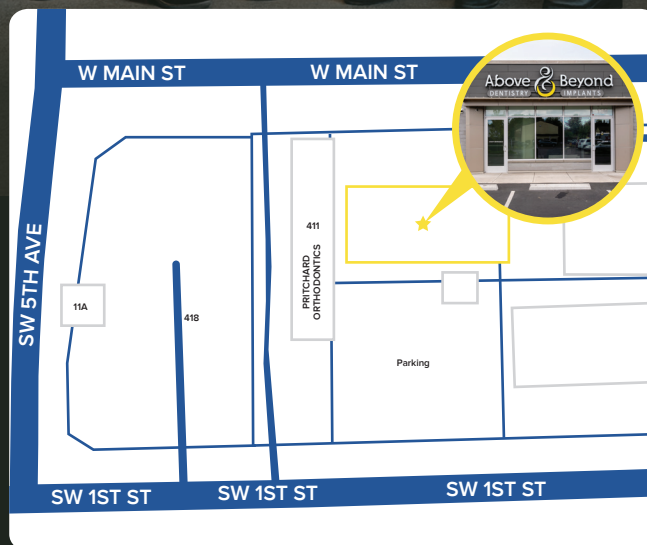 W MAIN ST
W MAIN ST
Above & Beyond
DENTISTRY IMPLANTS
SW 5TH AVE
411
PRITCHARD
ORTHODONTICS
11A
418
Parking
SW 1ST ST
SW 1ST ST
SW 1ST ST